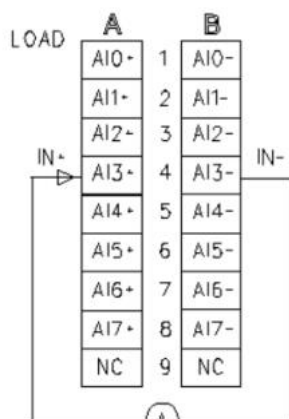 A B
LOAD
AI0+ 1 AI0-
AI1+ 2 AI1-
AI2+ 3 AI2-
IN+ AI3+ 4 AI3- IN-
AI4+ 5 AI4-
AI5+ 6 AI5-
AI6+ 7 AI6-
AI7+ 8 AI7-
NC 9 NC
A